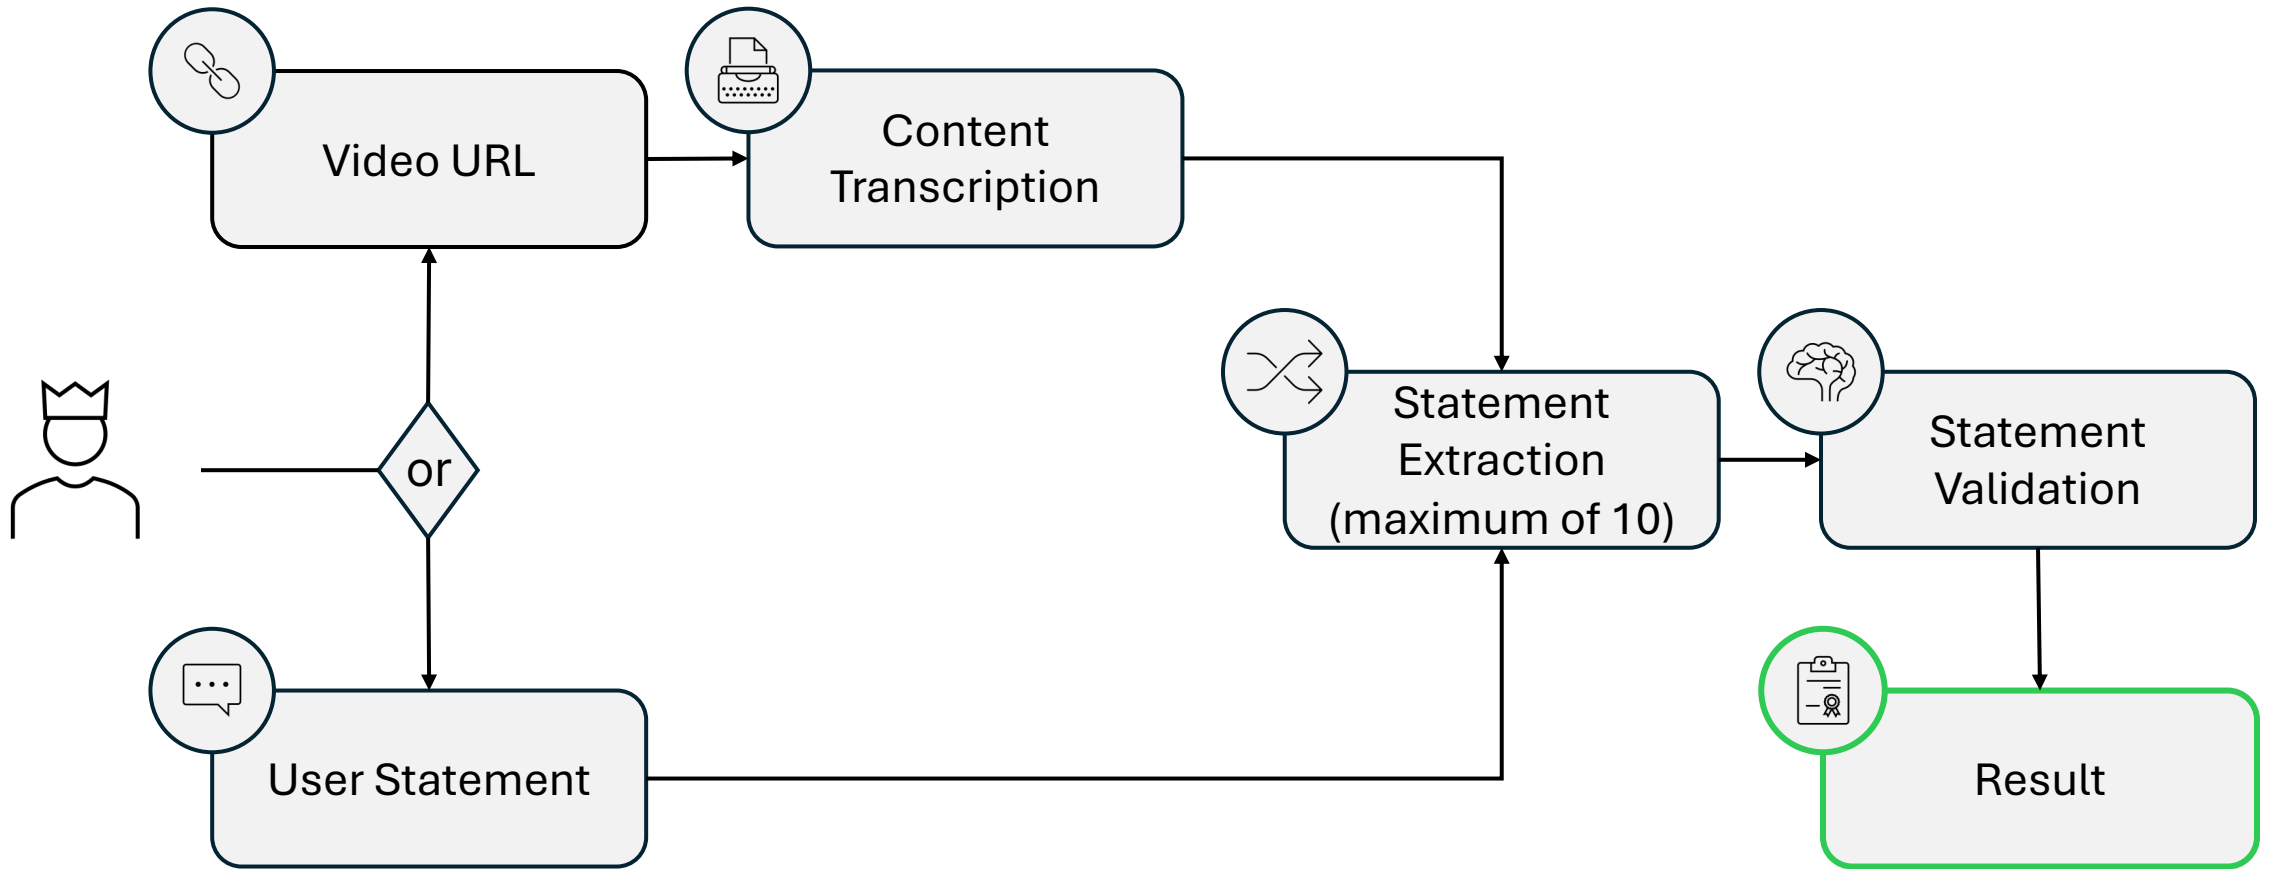 Video URL
Content
Transcription
or
Statement
Extraction
(maximum of 10)
Statement
Validation
User Statement
Result